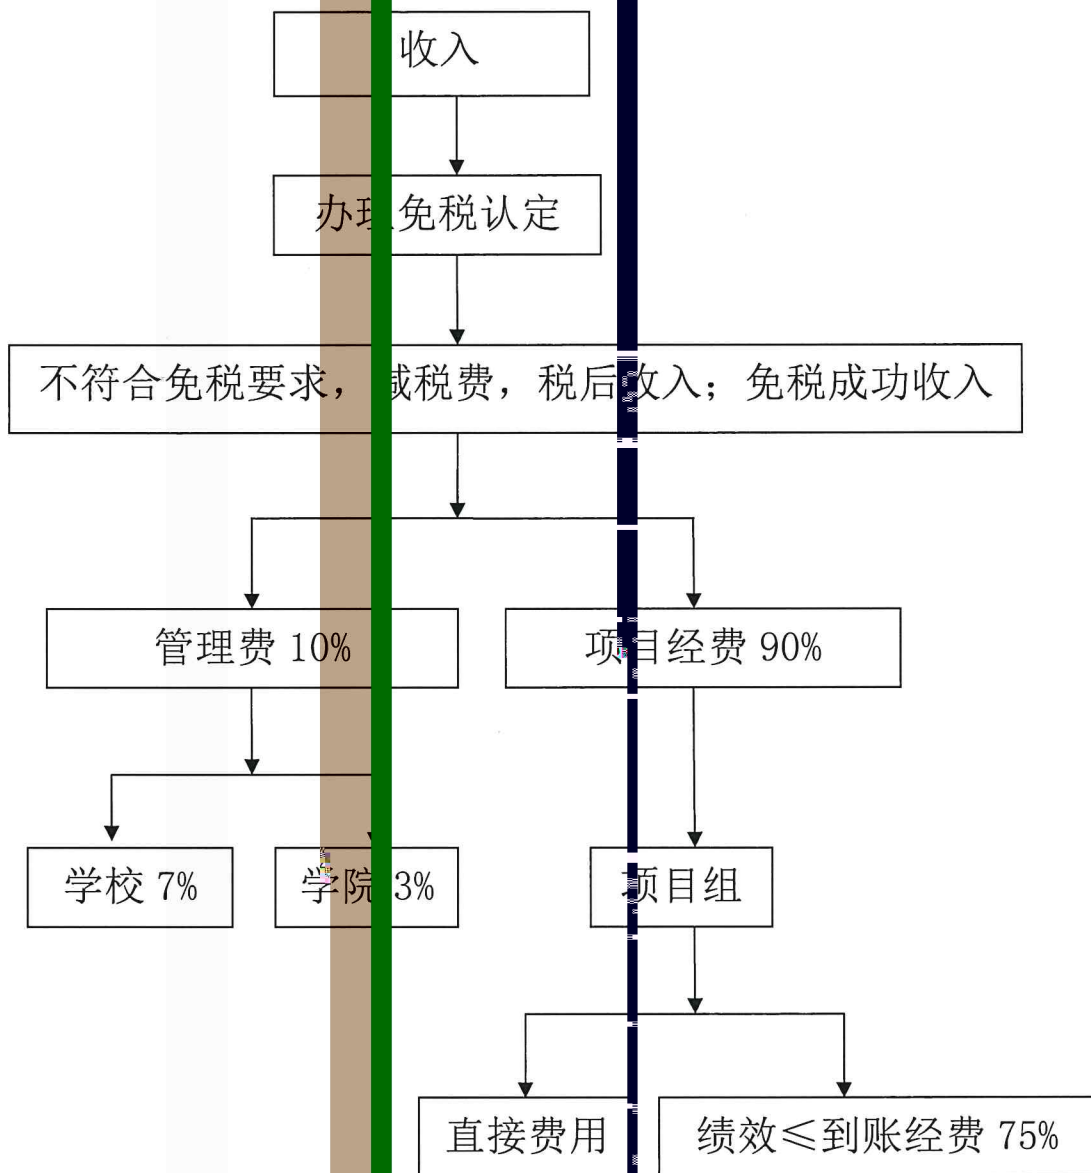 收入
办理免税认定
不符合免税要求，减税费，税后收入；免税成功收入
管理费 10%
项目经费 90%
学校 7%
学院 3%
项目组
直接费用
绩效≤到账经费 75%